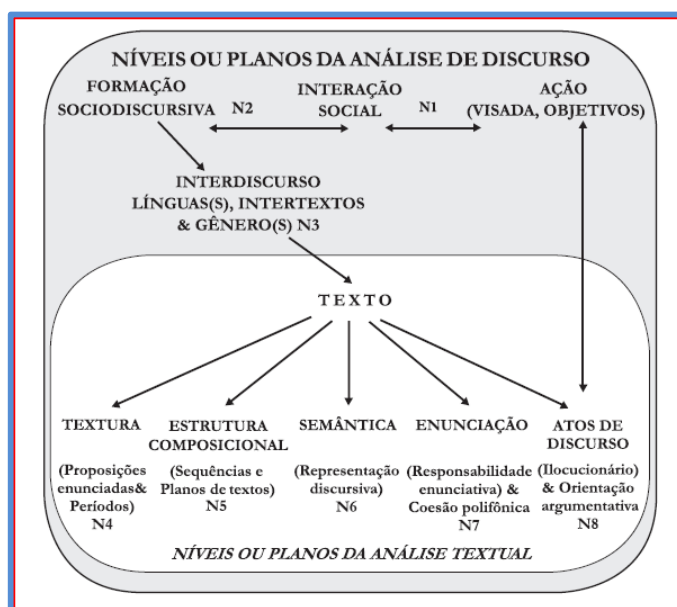 NÍVEIS OU PLANOS DA ANÁLISE DE DISCURSO
FORMAÇÃO
SOCIODISCURSIVA
N2
INTERAÇÃO
SOCIAL
N1
AÇÃO
(VISADA, OBJETIVOS)
INTERDISCURSO
LÍNGUAS(S), INTERTEXTOS
& GÊNERO(S) N3
TEXTO
TEXTURA
(Proposições
enunciadas&
Períodos)
N4
ESTRUTURA
COMPOSICIONAL
(Sequências e
Planos de textos)
N5
SEMÂNTICA
(Representação
discursiva)
N6
ENUNCIAÇÃO
(Responsabilidade
enunciativa) &
Coesão polifônica
N7
ATOS DE
DISCURSO
(Ilocucionário)
& Orientação
argumentativa
N8
NÍVEIS OU PLANOS DA ANÁLISE TEXTUAL